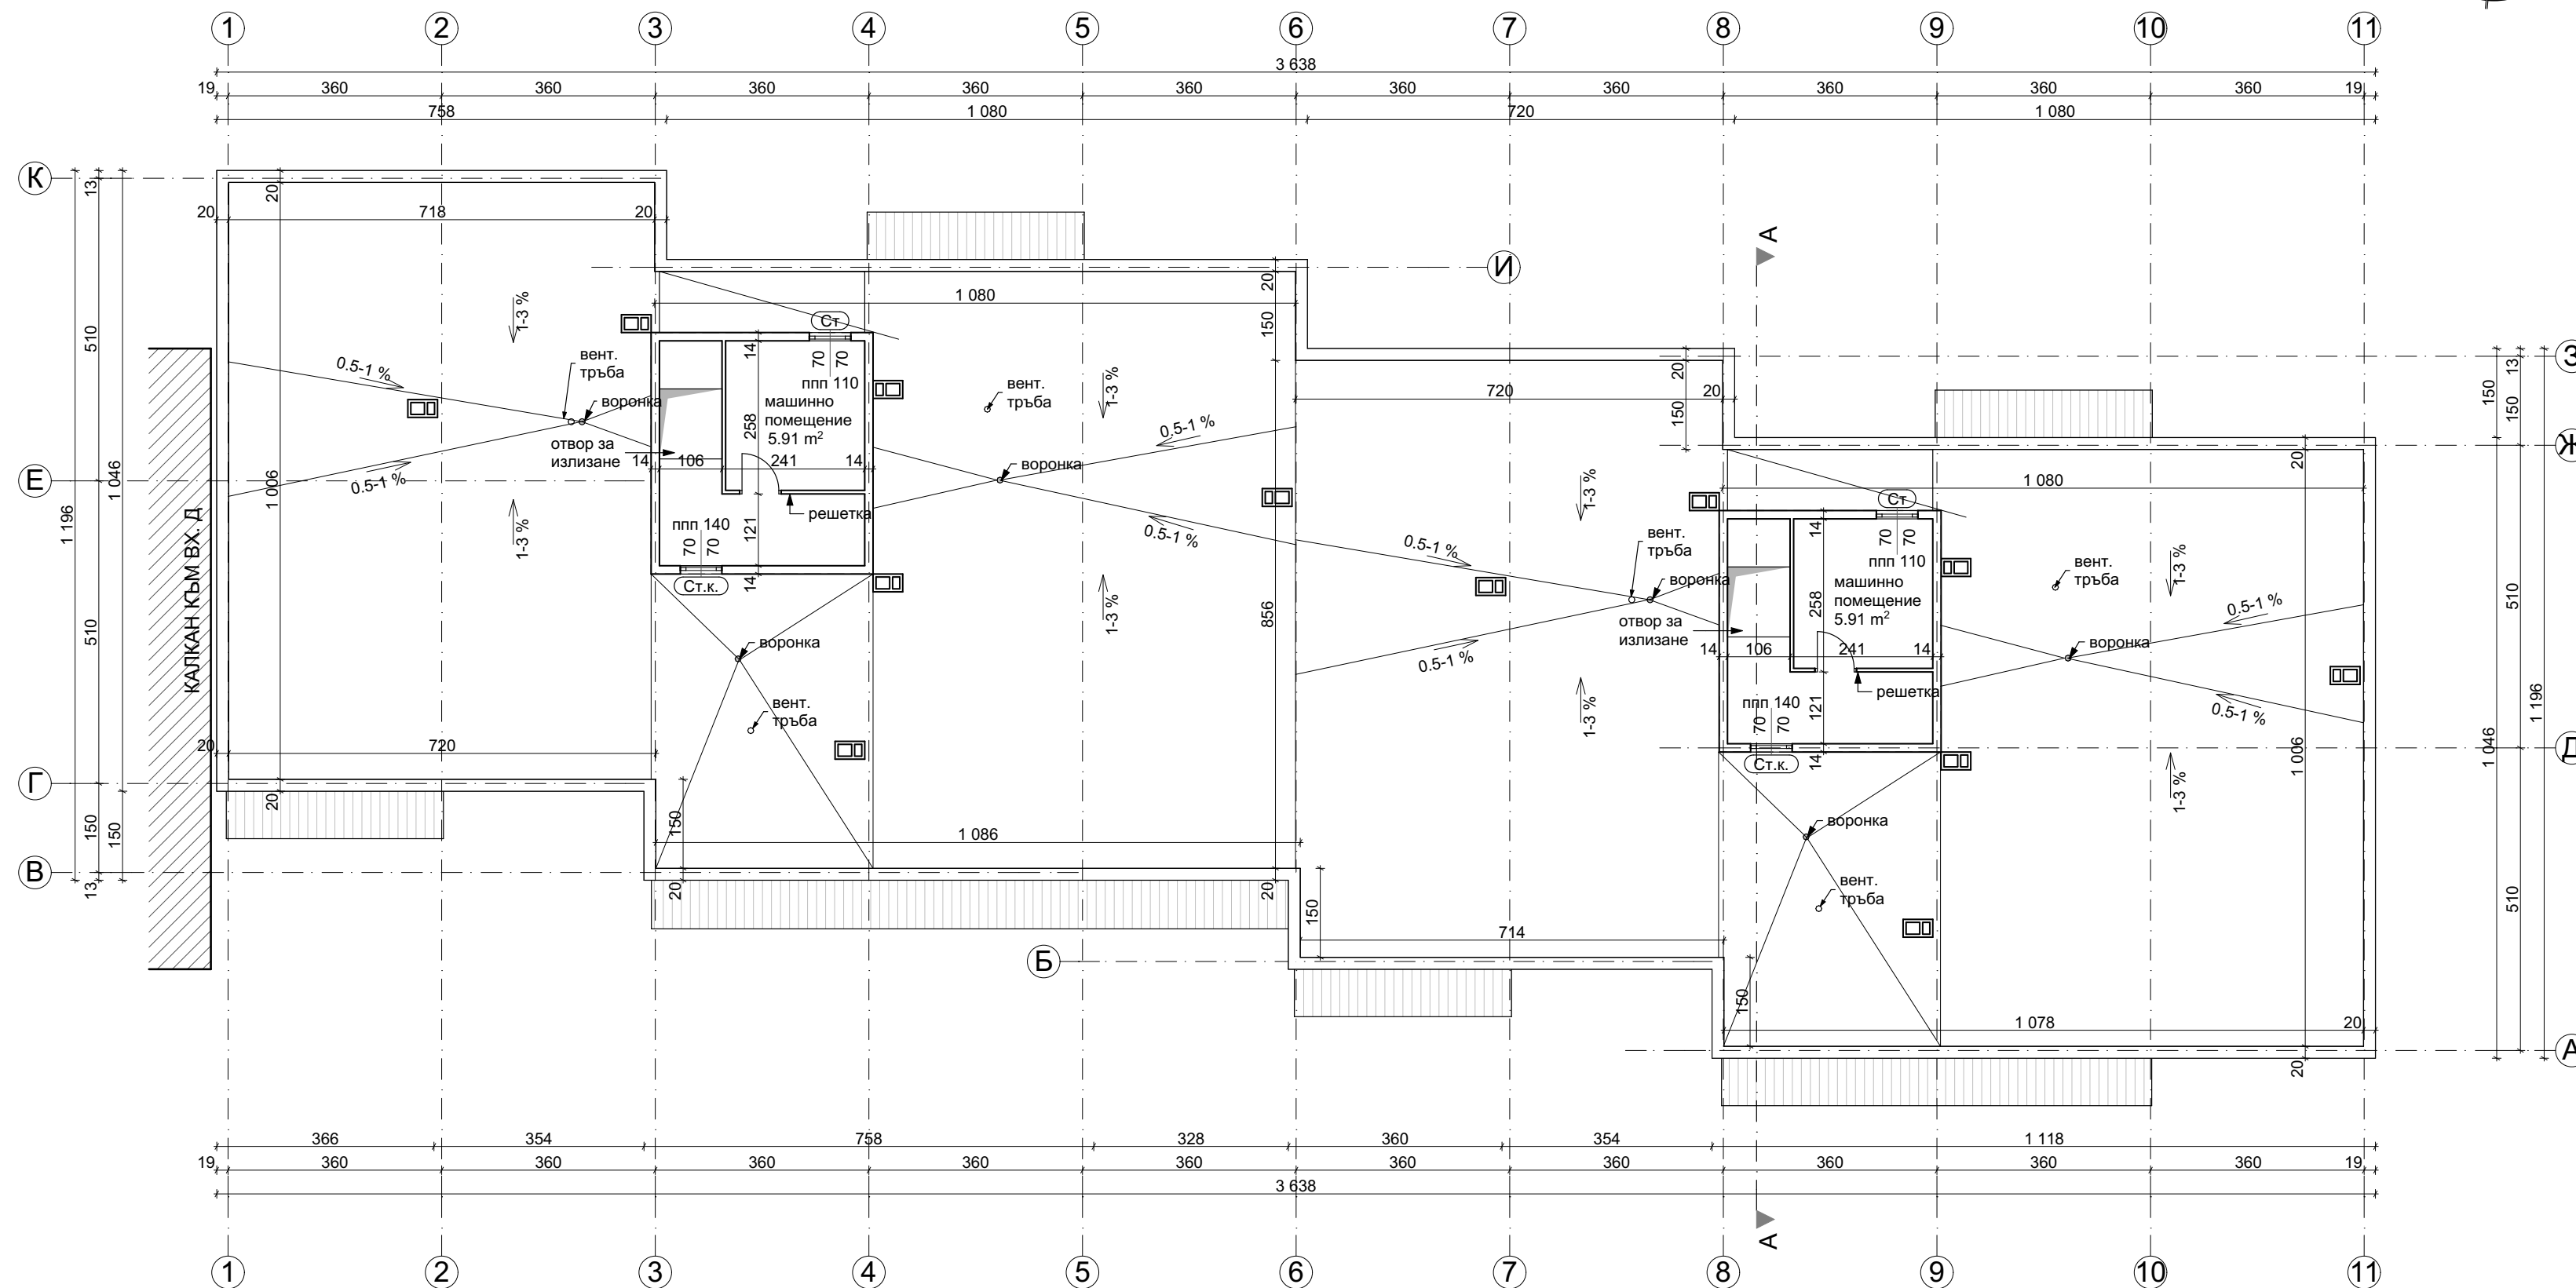 1 2 3 4 5 6 7 8 9 10 11
3 638
19 360 360 360 360 360 360 360 360 360 360 19
758 1 080 720 1 080
К
13
20
20 718 20
А
И
20
1 080
1-3 %
Ст
150
510
14
70 70
вент.
тръба
ппп 110
0.5-1 %
З
13
20
150
150
воронка
машинно
помещение
5.91 m²
258
вент.
тръба
1-3 %
720 20
150
0.5-1 %
Ж
отвор за
излизане
14 106 241 14
воронка
20
1 080
Е
1 046
1 006
0.5-1 %
1-3 %
Ст
1 196
КАЛКАН КЪМ ВХ. Д
1-3 %
решетка
ппп 140
121
70 70
0.5-1 %
14
70 70
вент.
тръба
0.5-1 %
ппп 110
вент.
тръба
1-3 %
Ст.к.
14
воронка
машинно
помещение
5.91 m²
258
510
856
1-3 %
отвор за
излизане
0.5-1 %
510
воронка
воронка
0.5-1 %
14 106 241 14
решетка
1 196
вент.
тръба
ппп 140
121
70 70
0.5-1 %
1-3 %
20 720
Д
1 046
1 006
Ст.к.
14
Г
20
1-3 %
150
150
150
1 086
воронка
В
13
20
20
150
вент.
тръба
510
714
Б
150
1 078 20
А
20
366 354 758 328 360 354 1 118
19 360 360 360 360 360 360 360 360 360 360 19
3 638
А
1 2 3 4 5 6 7 8 9 10 11